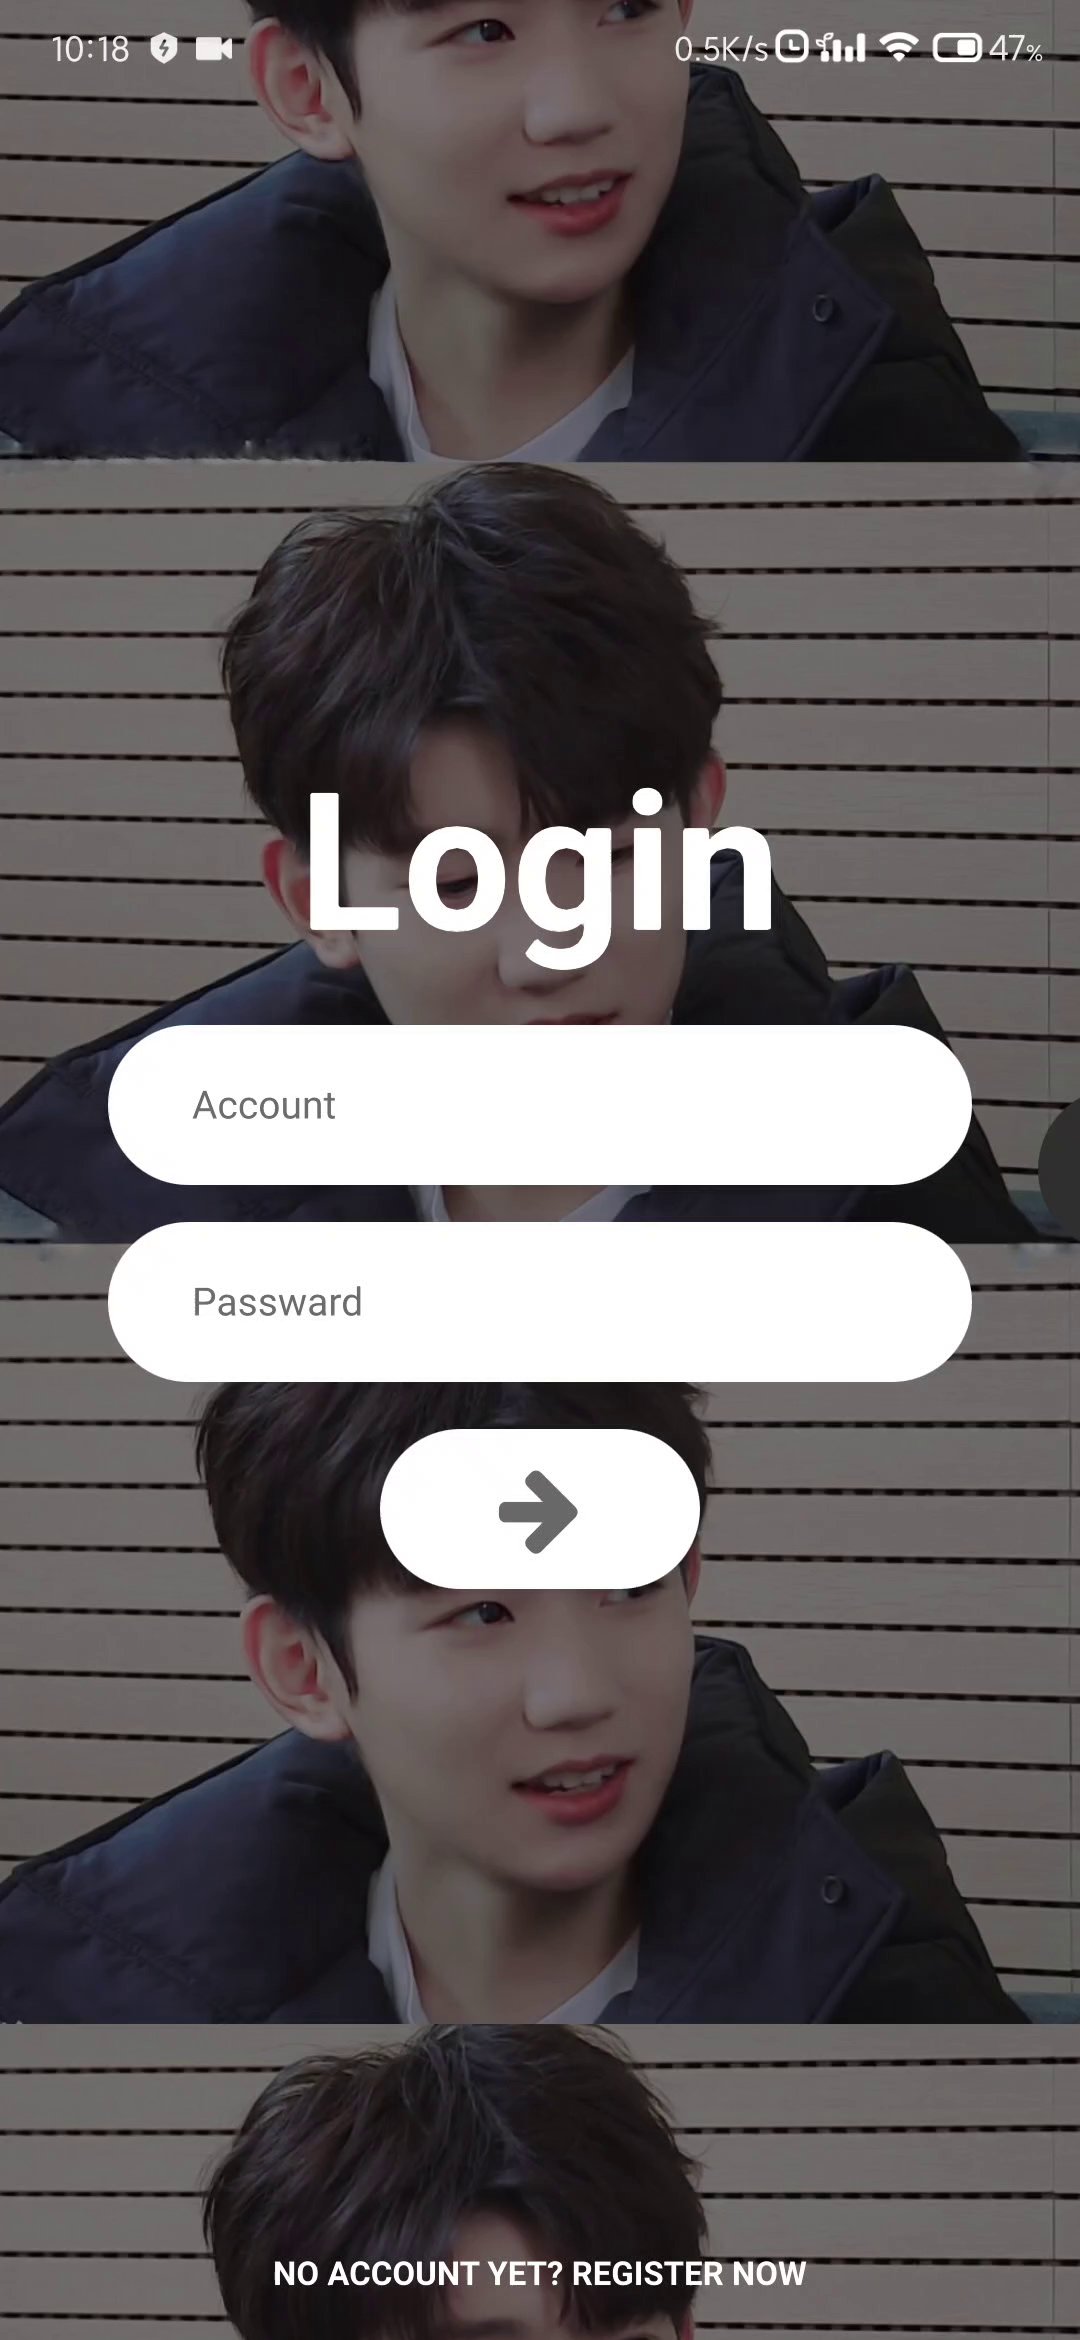 10:18 0.5K/s 47%
Login
Account
Passward
NO ACCOUNT YET? REGISTER NOW